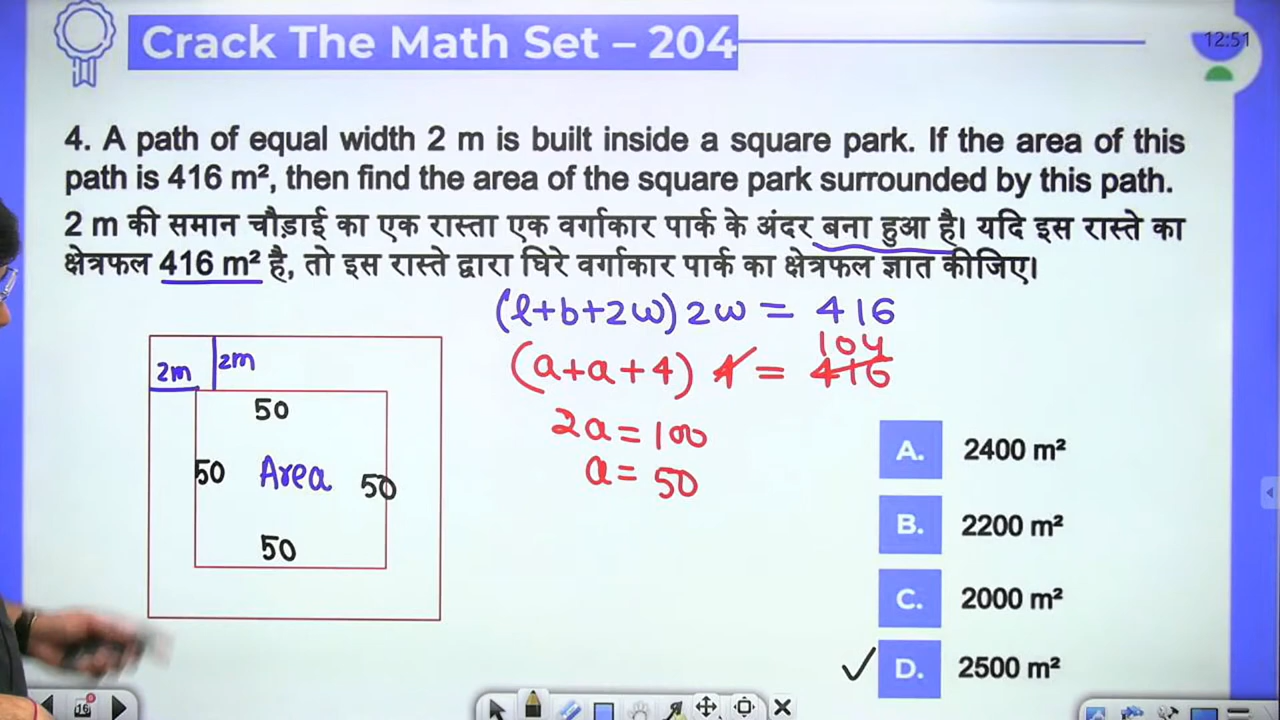 Crack The Math Set – 204
12:51
4. A path of equal width 2 m is built inside a square park. If the area of this
path is 416 m², then find the area of the square park surrounded by this path.
2 m की समान चौड़ाई का एक रास्ता एक वर्गाकार पार्क के अंदर बना हुआ है। यदि इस रास्ते का
क्षेत्रफल 416 m² है, तो इस रास्ते द्वारा घिरे वर्गाकार पार्क का क्षेत्रफल ज्ञात कीजिए।
(l+b+2w) 2w = 416
104
(a+a+4) 4 = 416
2a = 100
a = 50
2m
2m
50
50 Area 50
50
A. 2400 m²
B. 2200 m²
C. 2000 m²
D. 2500 m²
16